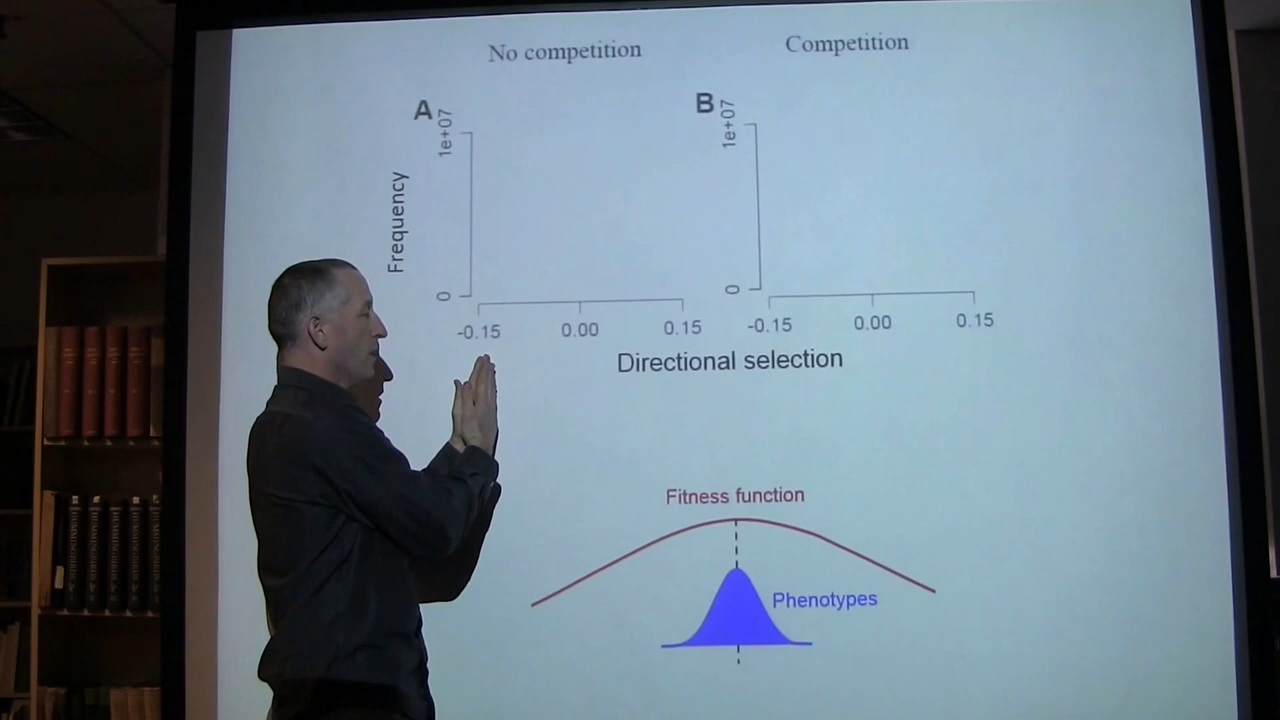 No competition
Competition
A
B
1e+07
1e+07
Frequency
0
0
-0.15 0.00 0.15
-0.15 0.00 0.15
Directional selection
Fitness function
Phenotypes